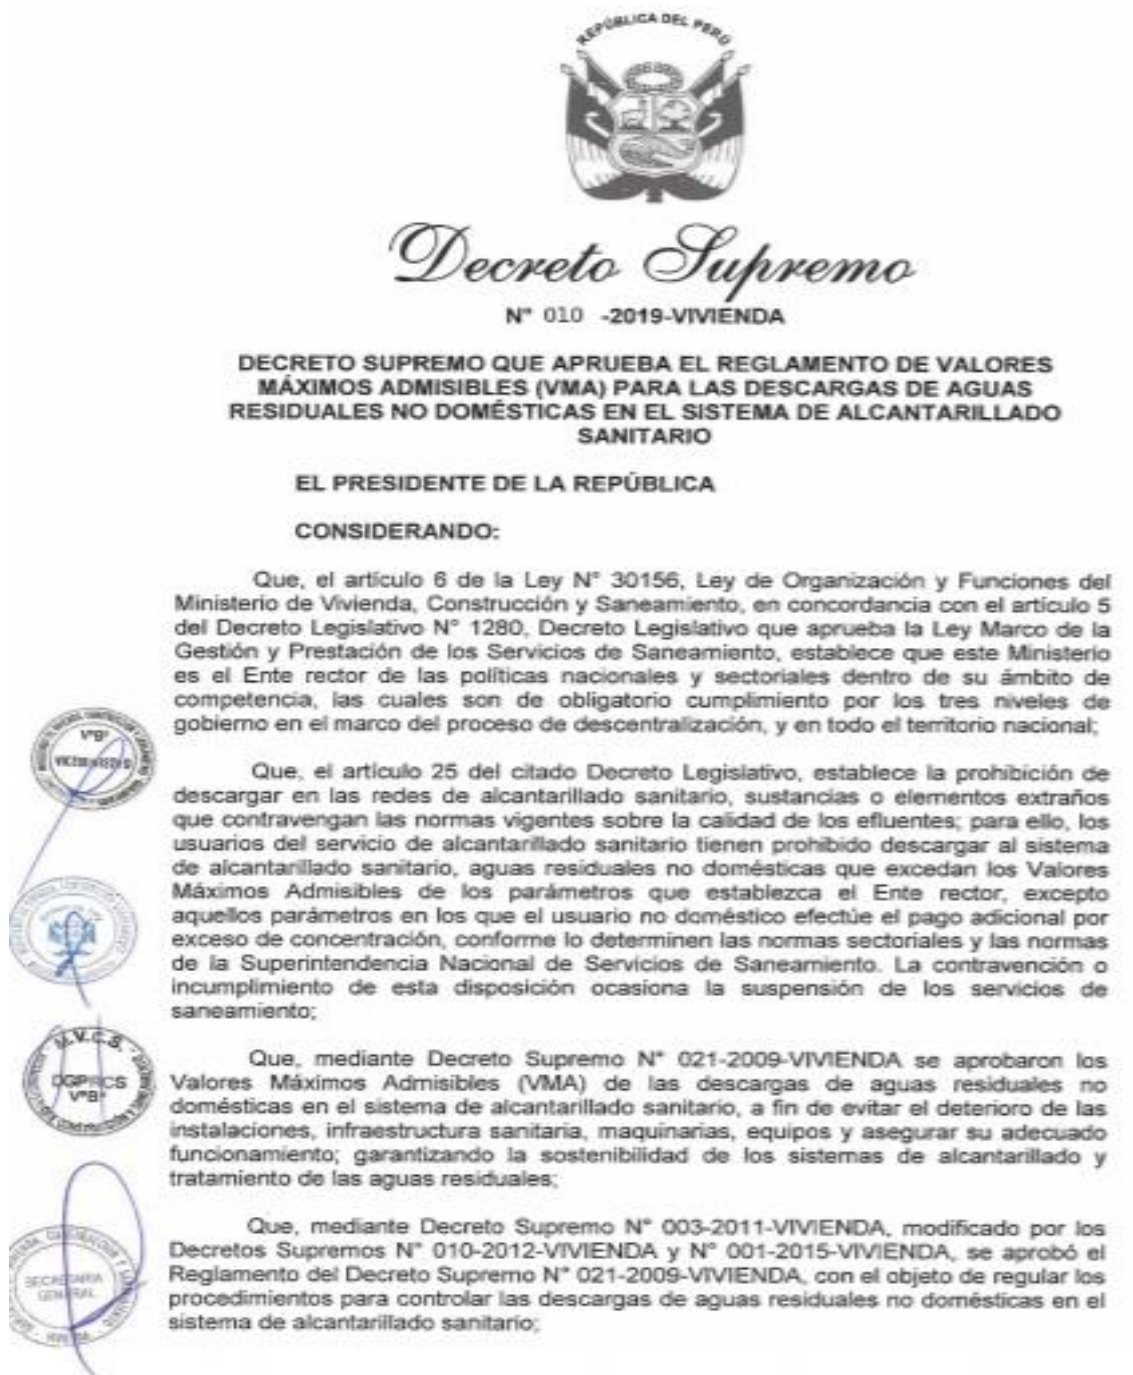 REPÚBLICA DEL PERÚ
Decreto Supremo
N° 010 -2019-VIVIENDA
DECRETO SUPREMO QUE APRUEBA EL REGLAMENTO DE VALORES
MÁXIMOS ADMISIBLES (VMA) PARA LAS DESCARGAS DE AGUAS
RESIDUALES NO DOMÉSTICAS EN EL SISTEMA DE ALCANTARILLADO
SANITARIO
EL PRESIDENTE DE LA REPÚBLICA
CONSIDERANDO:
Que, el artículo 6 de la Ley N° 30156, Ley de Organización y Funciones del
Ministerio de Vivienda, Construcción y Saneamiento, en concordancia con el artículo 5
del Decreto Legislativo N° 1280, Decreto Legislativo que aprueba la Ley Marco de la
Gestión y Prestación de los Servicios de Saneamiento, establece que este Ministerio
es el Ente rector de las políticas nacionales y sectoriales dentro de su ámbito de
competencia, las cuales son de obligatorio cumplimiento por los tres niveles de
gobierno en el marco del proceso de descentralización, y en todo el territorio nacional;
Que, el artículo 25 del citado Decreto Legislativo, establece la prohibición de
descargar en las redes de alcantarillado sanitario, sustancias o elementos extraños
que contravengan las normas vigentes sobre la calidad de los efluentes; para ello, los
usuarios del servicio de alcantarillado sanitario tienen prohibido descargar al sistema
de alcantarillado sanitario, aguas residuales no domésticas que excedan los Valores
Máximos Admisibles de los parámetros que establezca el Ente rector, excepto
aquellos parámetros en los que el usuario no doméstico efectúe el pago adicional por
exceso de concentración, conforme lo determinen las normas sectoriales y las normas
de la Superintendencia Nacional de Servicios de Saneamiento. La contravención o
incumplimiento de esta disposición ocasiona la suspensión de los servicios de
saneamiento;
Que, mediante Decreto Supremo N° 021-2009-VIVIENDA se aprobaron los
Valores Máximos Admisibles (VMA) de las descargas de aguas residuales no
domésticas en el sistema de alcantarillado sanitario, a fin de evitar el deterioro de las
instalaciones, infraestructura sanitaria, maquinarias, equipos y asegurar su adecuado
funcionamiento; garantizando la sostenibilidad de los sistemas de alcantarillado y
tratamiento de las aguas residuales;
Que, mediante Decreto Supremo N° 003-2011-VIVIENDA, modificado por los
Decretos Supremos N° 010-2012-VIVIENDA y N° 001-2015-VIVIENDA, se aprobó el
Reglamento del Decreto Supremo N° 021-2009-VIVIENDA, con el objeto de regular los
procedimientos para controlar las descargas de aguas residuales no domésticas en el
sistema de alcantarillado sanitario;
V°B°
M.V.C.S.
DGPRCS
V°B°
SECRETARIA
GENERAL